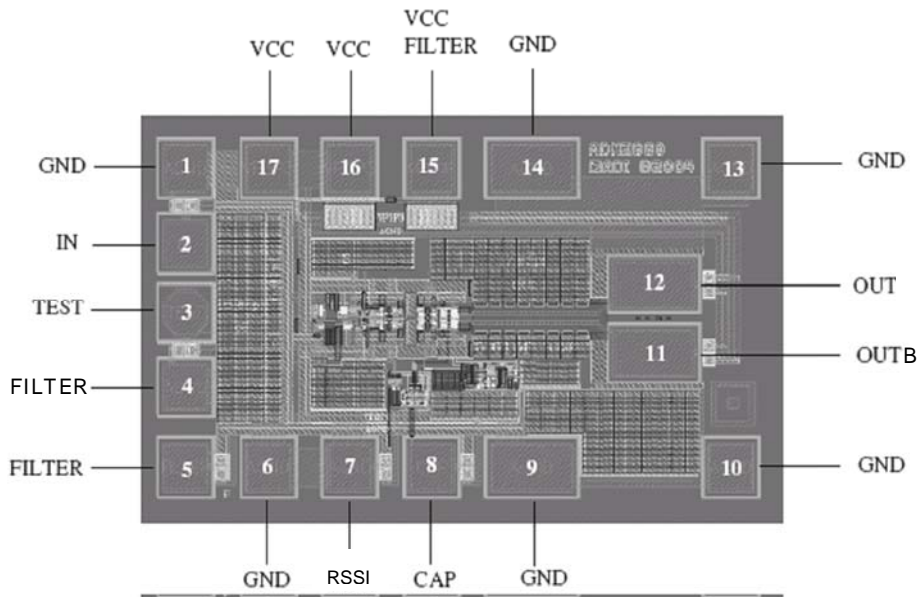 VCC
VCC VCC FILTER GND
GND 1 17 16 15 14 13 GND
IN 2
TEST 3 12 OUT
FILTER 4 11 OUTB
FILTER 5 6 7 8 9 10 GND
GND RSSI CAP GND